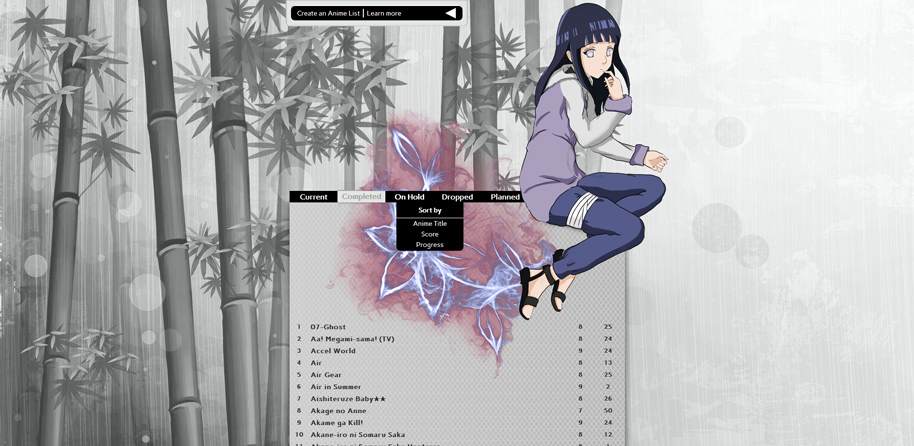 Create an Anime List | Learn more
Current Completed On Hold Dropped Planned
Sort by
Anime Title
Score
Progress
1 07-Ghost 8 25
2 Aa! Megami-sama! (TV) 8 24
3 Accel World 9 24
4 Air 8 13
5 Air Gear 8 25
6 Air in Summer 9 2
7 Aishiteruze Baby★★ 8 26
8 Akage no Anne 7 50
9 Akame ga Kill! 9 24
10 Akane-iro ni Somaru Saka 8 12